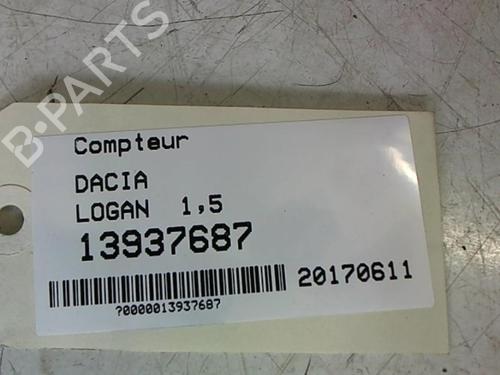 B-PARTS
Compteur
DACIA
LOGAN 1,5
13937687
20170611
?0000013937687